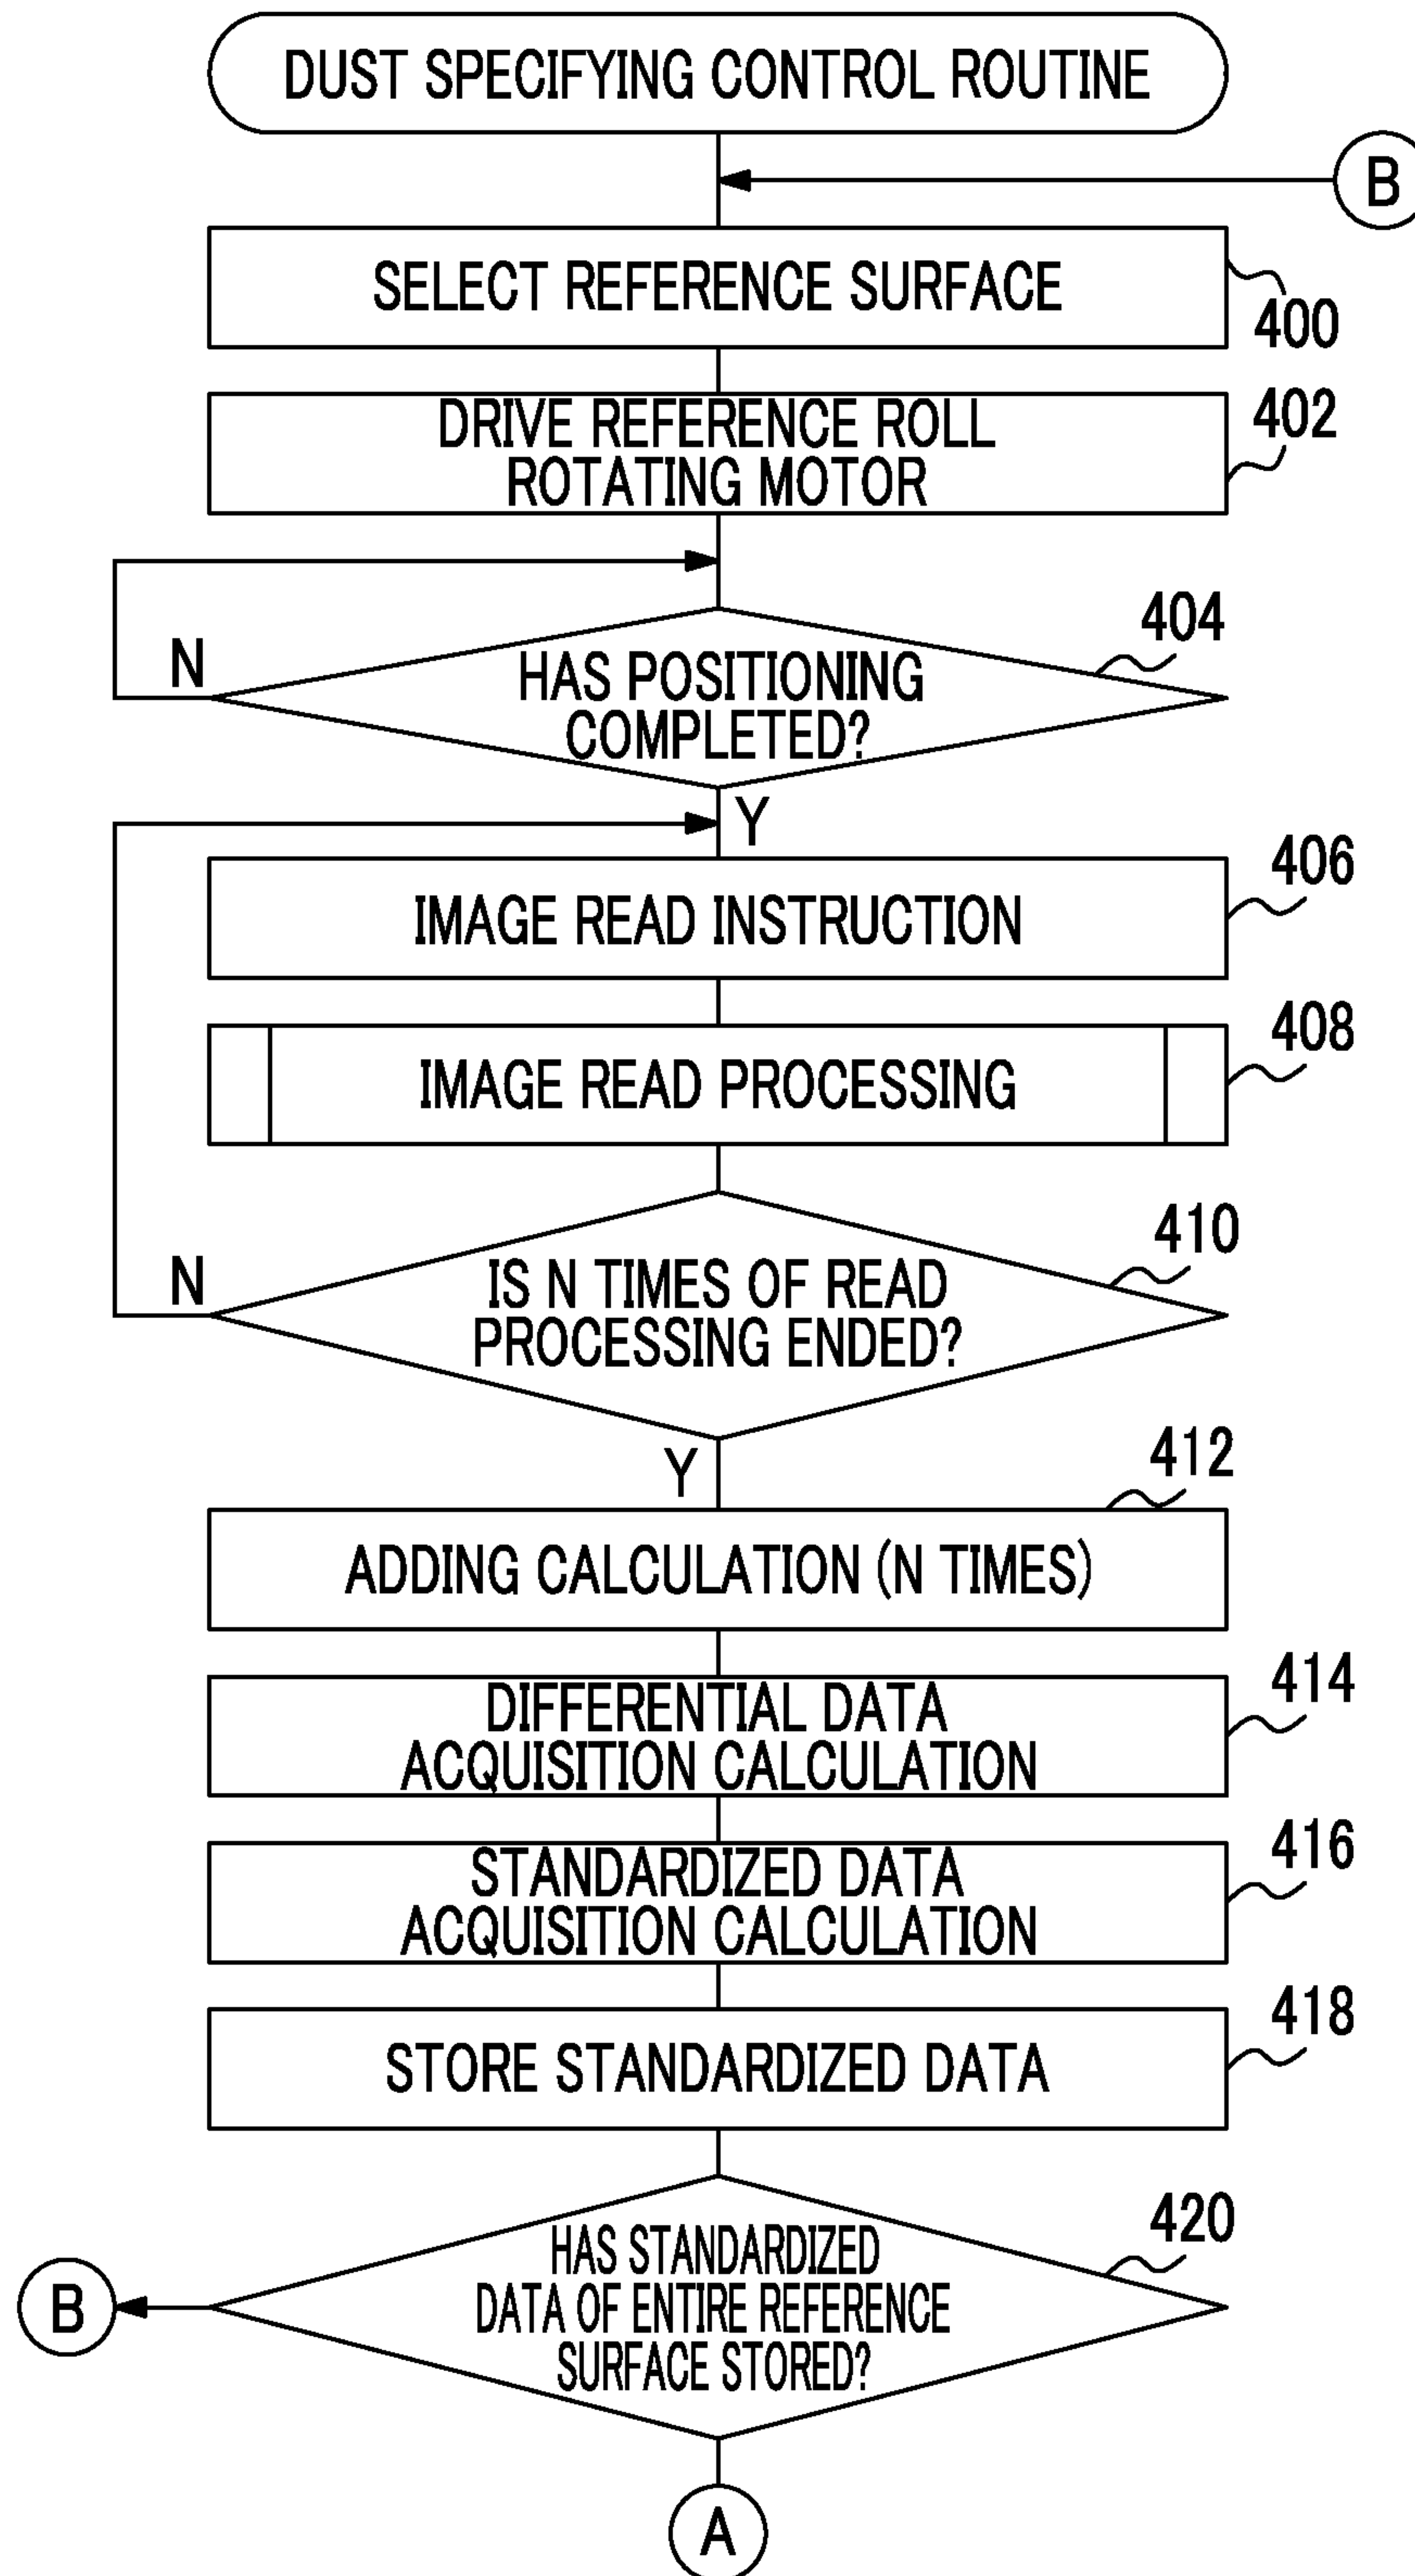 DUST SPECIFYING CONTROL ROUTINE
B
SELECT REFERENCE SURFACE
400
DRIVE REFERENCE ROLL
ROTATING MOTOR
402
404
N
HAS POSITIONING
COMPLETED?
Y
406
IMAGE READ INSTRUCTION
408
IMAGE READ PROCESSING
410
N
IS N TIMES OF READ
PROCESSING ENDED?
Y
412
ADDING CALCULATION (N TIMES)
414
DIFFERENTIAL DATA
ACQUISITION CALCULATION
416
STANDARDIZED DATA
ACQUISITION CALCULATION
418
STORE STANDARDIZED DATA
420
HAS STANDARDIZED
DATA OF ENTIRE REFERENCE
SURFACE STORED?
B
A